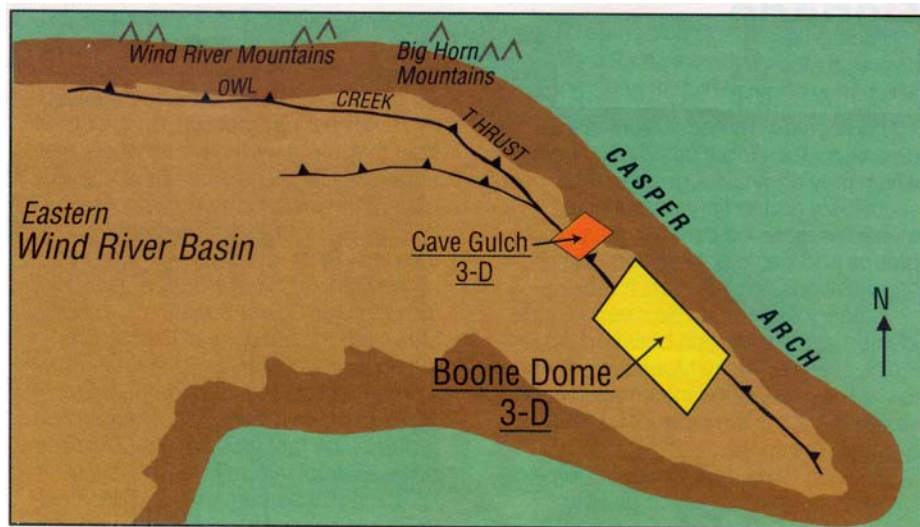 Wind River Mountains
Big Horn
Mountains
OWL
CREEK
THRUST
CASPER
ARCH
Eastern
Wind River Basin
Cave Gulch
3-D
N
Boone Dome
3-D